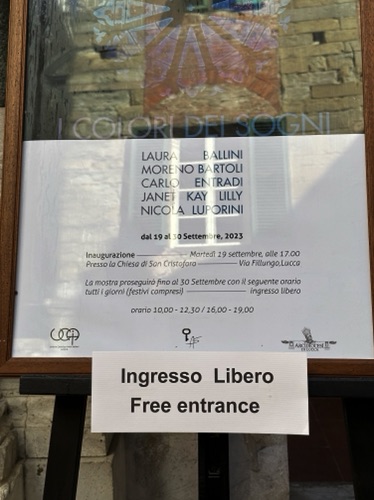 I COLORI DEI SOGNI
LAURA BALLINI
MORENO BARTOLI
CARLO ENTRADI
JANET KAY LILLY
NICOLA LUPORINI
dal 19 al 30 Settembre, 2023
Inaugurazione Martedì 19 settembre, alle 17.00
Presso la Chiesa di San Cristoforo Via Fillungo, Lucca
La mostra proseguirà fino al 30 Settembre con il seguente orario
tutti i giorni (festivi compresi) ingresso libero
orario 10,00 - 12,30 / 16,00 - 19,00
Ingresso Libero
Free entrance